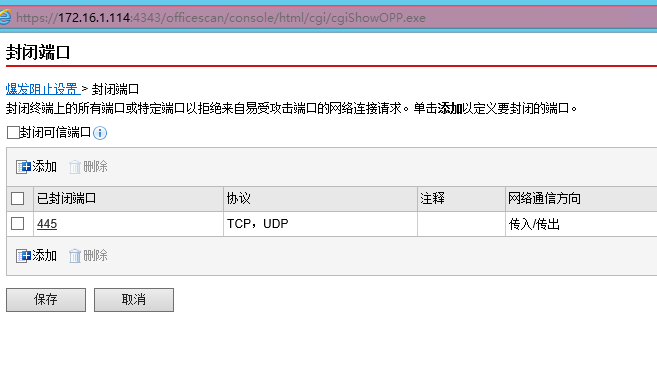 https://172.16.1.114:4343/officescan/console/html/cgi/cgiShowOPP.exe
封闭端口
爆发阻止设置 > 封闭端口
封闭终端上的所有端口或特定端口以拒绝来自易受攻击端口的网络连接请求。单击添加以定义要封闭的端口。
封闭可信端口
添加 删除
已封闭端口 协议 注释 网络通信方向
445 TCP，UDP 传入/传出
添加 删除
保存 取消